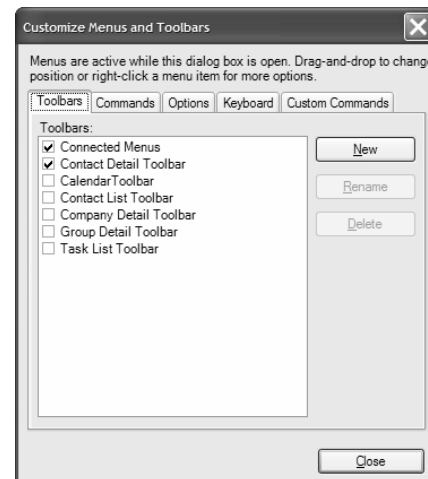 Customize Menus and Toolbars
Menus are active while this dialog box is open. Drag-and-drop to chang
position or right-click a menu item for more options.
Toolbars Commands Options Keyboard Custom Commands
Toolbars:
Connected Menus
Contact Detail Toolbar
CalendarToolbar
Contact List Toolbar
Company Detail Toolbar
Group Detail Toolbar
Task List Toolbar
New
Rename
Delete
Close